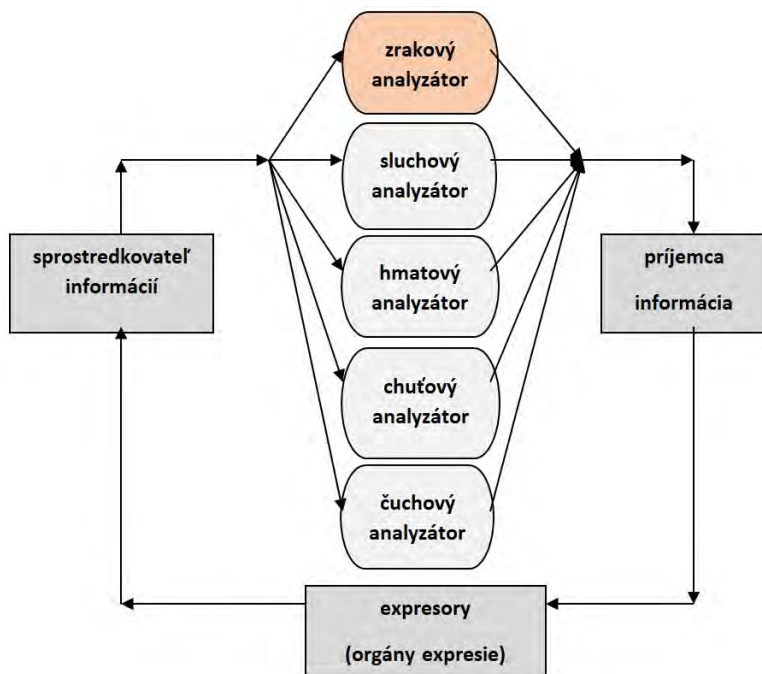 zrakový
analyzátor
sluchový
analyzátor
sprostredkovateľ
informácií
hmatový
analyzátor
príjemca
informácia
chuťový
analyzátor
čuchový
analyzátor
expresory
(orgány expresie)